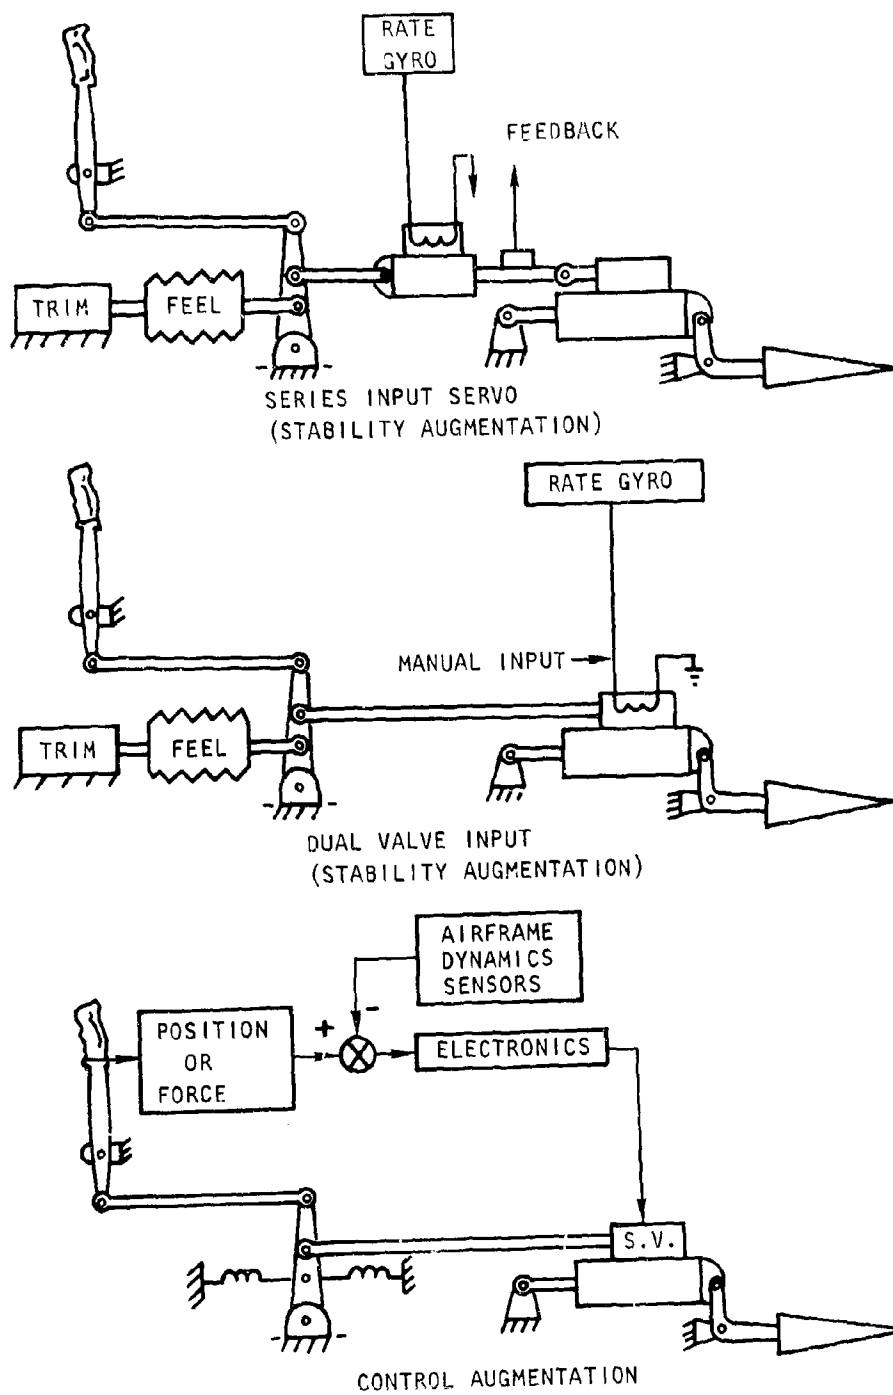 RATE
GYRO
FEEDBACK
TRIM
FEEL
SERIES INPUT SERVO
(STABILITY AUGMENTATION)
RATE GYRO
MANUAL INPUT
TRIM
FEEL
DUAL VALVE INPUT
(STABILITY AUGMENTATION)
AIRFRAME
DYNAMICS
SENSORS
POSITION
OR
FORCE
+
-
ELECTRONICS
S.V.
CONTROL AUGMENTATION